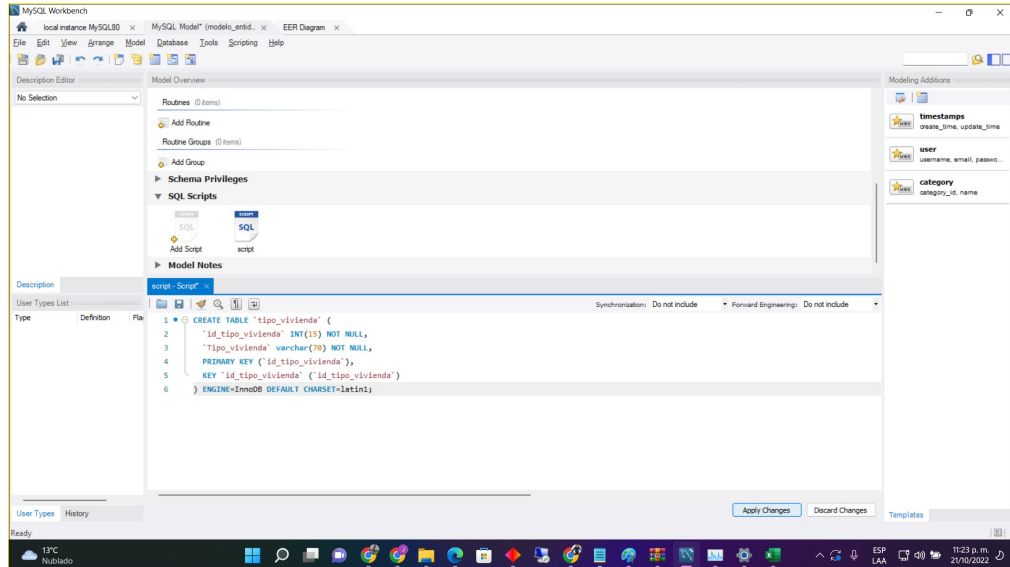 MySQL Workbench
local instance MySQL80
MySQL Model* (modelo_entid..
EER Diagram
File Edit View Arrange Model Database Tools Scripting Help
Description Editor
Model Overview
Modeling Additions
No Selection
Routines (0 items)
Add Routine
Routine Groups (0 items)
Add Group
Schema Privileges
SQL Scripts
SCRIPT
SQL
Add Script
SCRIPT
SQL
script
Model Notes
timestamps
create_time, update_time
user
username, email, passwo...
category
category_id, name
Description
User Types List
Type Definition Fla
script - Script*
Synchronization: Do not include
Forward Engineering: Do not include
1 CREATE TABLE `tipo_vivienda` (
2 `id_tipo_vivienda` INT(15) NOT NULL,
3 `Tipo_vivienda` varchar(70) NOT NULL,
4 PRIMARY KEY (`id_tipo_vivienda`),
5 KEY `id_tipo_vivienda` (`id_tipo_vivienda`)
6 ) ENGINE=InnoDB DEFAULT CHARSET=latin1;
Apply Changes
Discard Changes
User Types History
Templates
Ready
13°C
Nublado
ESP
LAA
11:23 p. m.
21/10/2022